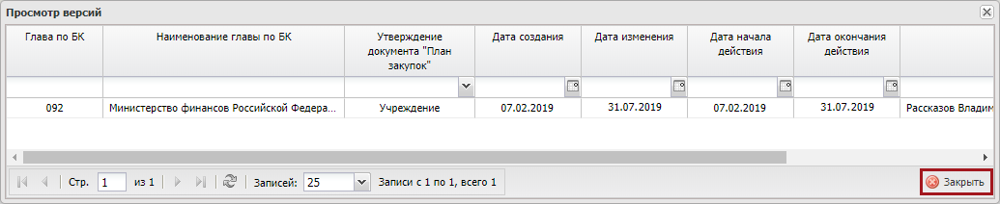 Просмотр версий
Глава по БК Наименование главы по БК Утверждение документа "План закупок" Дата создания Дата изменения Дата начала действия Дата окончания действия
092 Министерство финансов Российской Федера... Учреждение 07.02.2019 31.07.2019 07.02.2019 31.07.2019 Рассказов Владим
Стр. 1 из 1 Записей: 25 Записи с 1 по 1, всего 1 Закрыть